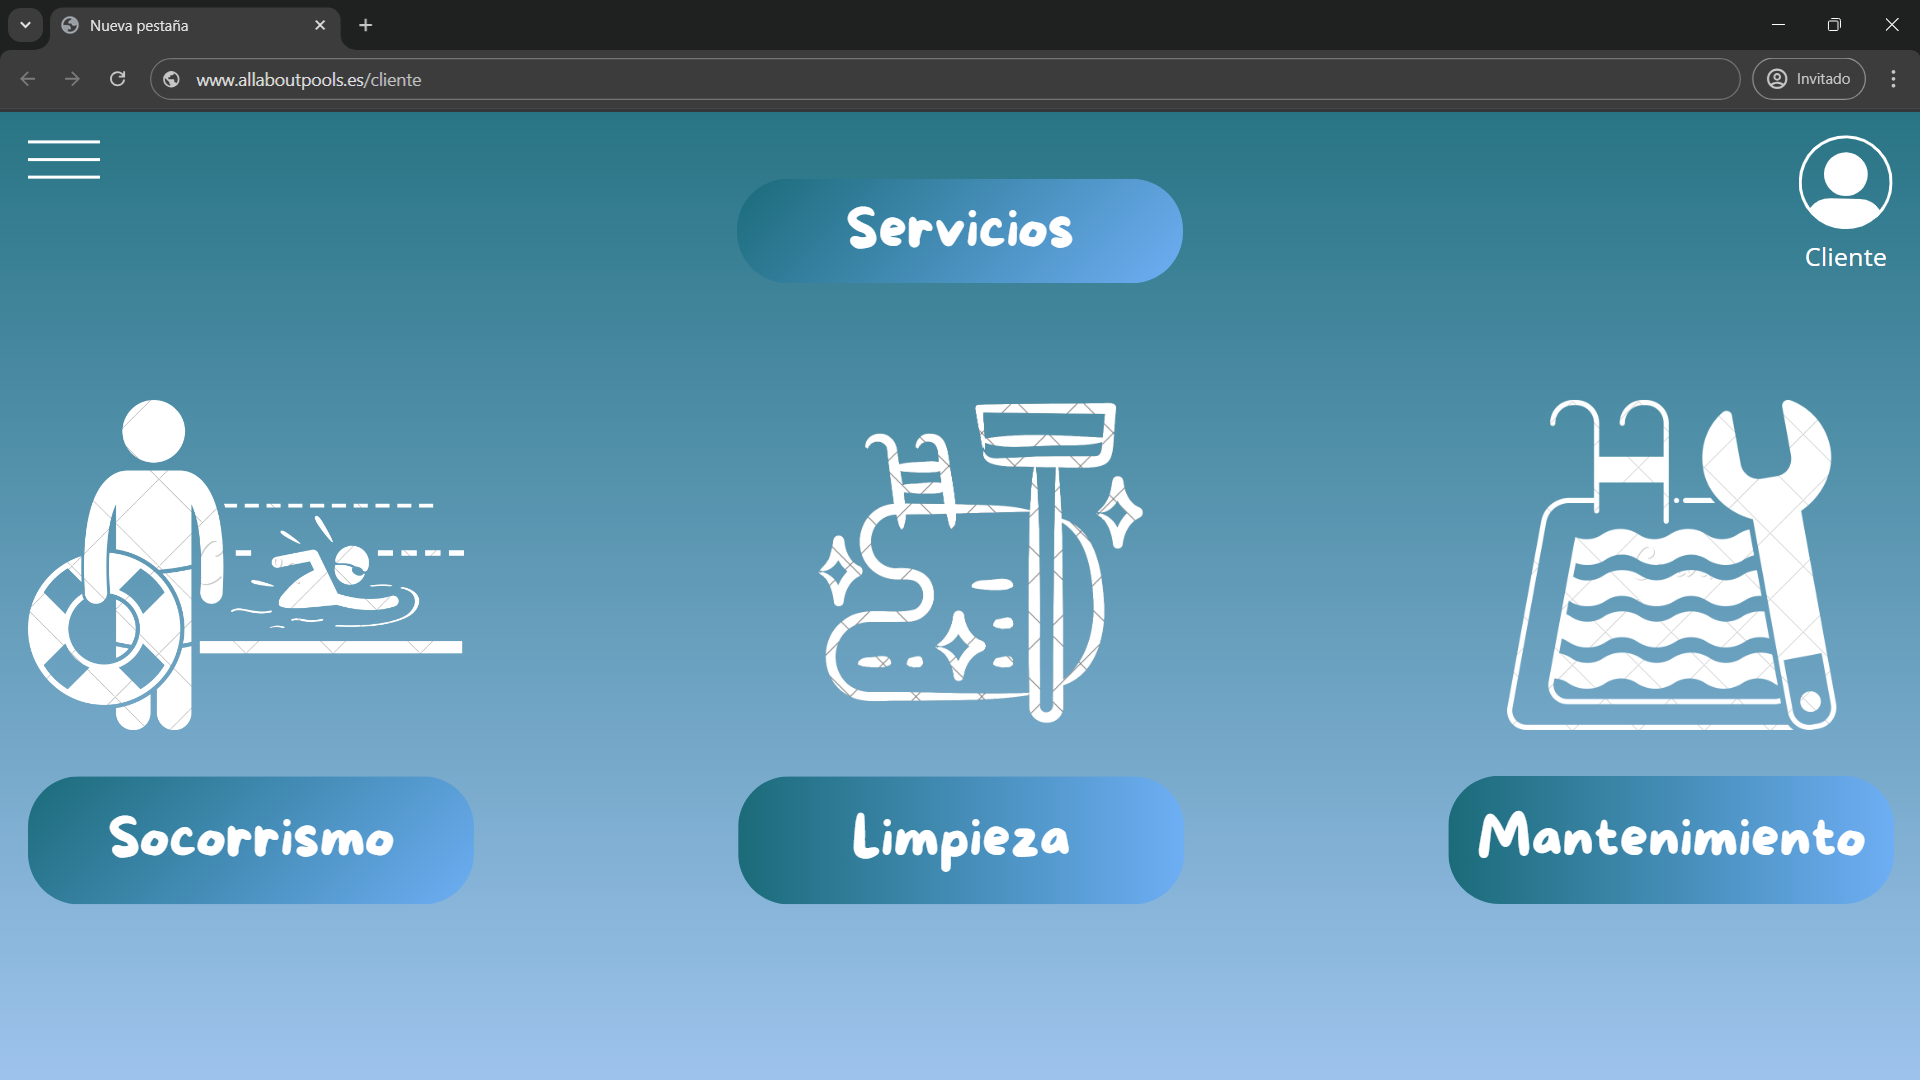 Nueva pestaña
www.allaboutpools.es/cliente
Invitado
Servicios
Cliente
Socorrismo
Limpieza
Mantenimiento